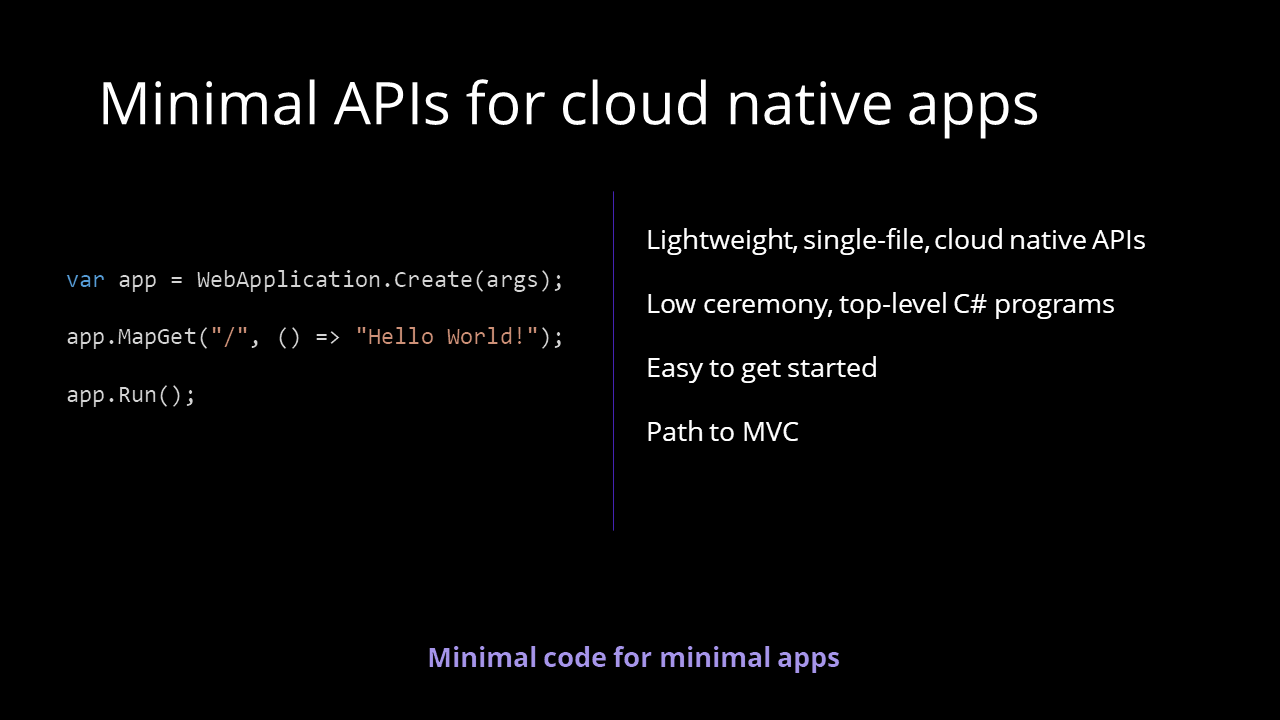 Minimal APIs for cloud native apps
var app = WebApplication.Create(args);
app.MapGet("/", () => "Hello World!");
app.Run();
Lightweight, single-file, cloud native APIs
Low ceremony, top-level C# programs
Easy to get started
Path to MVC
Minimal code for minimal apps